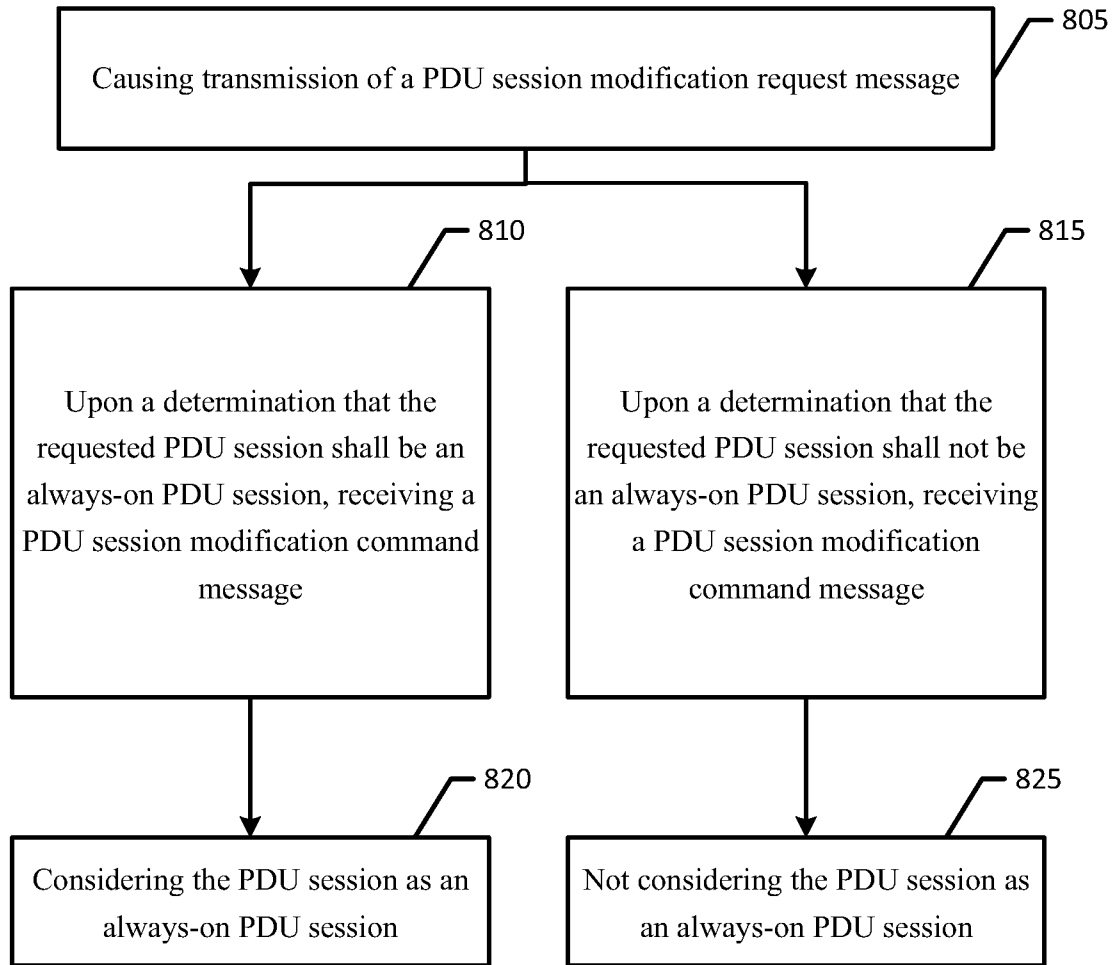 805
Causing transmission of a PDU session modification request message
810
815
Upon a determination that the
requested PDU session shall be an
always-on PDU session, receiving a
PDU session modification command
message
Upon a determination that the
requested PDU session shall not be
an always-on PDU session, receiving
a PDU session modification
command message
820
825
Considering the PDU session as an
always-on PDU session
Not considering the PDU session as
an always-on PDU session